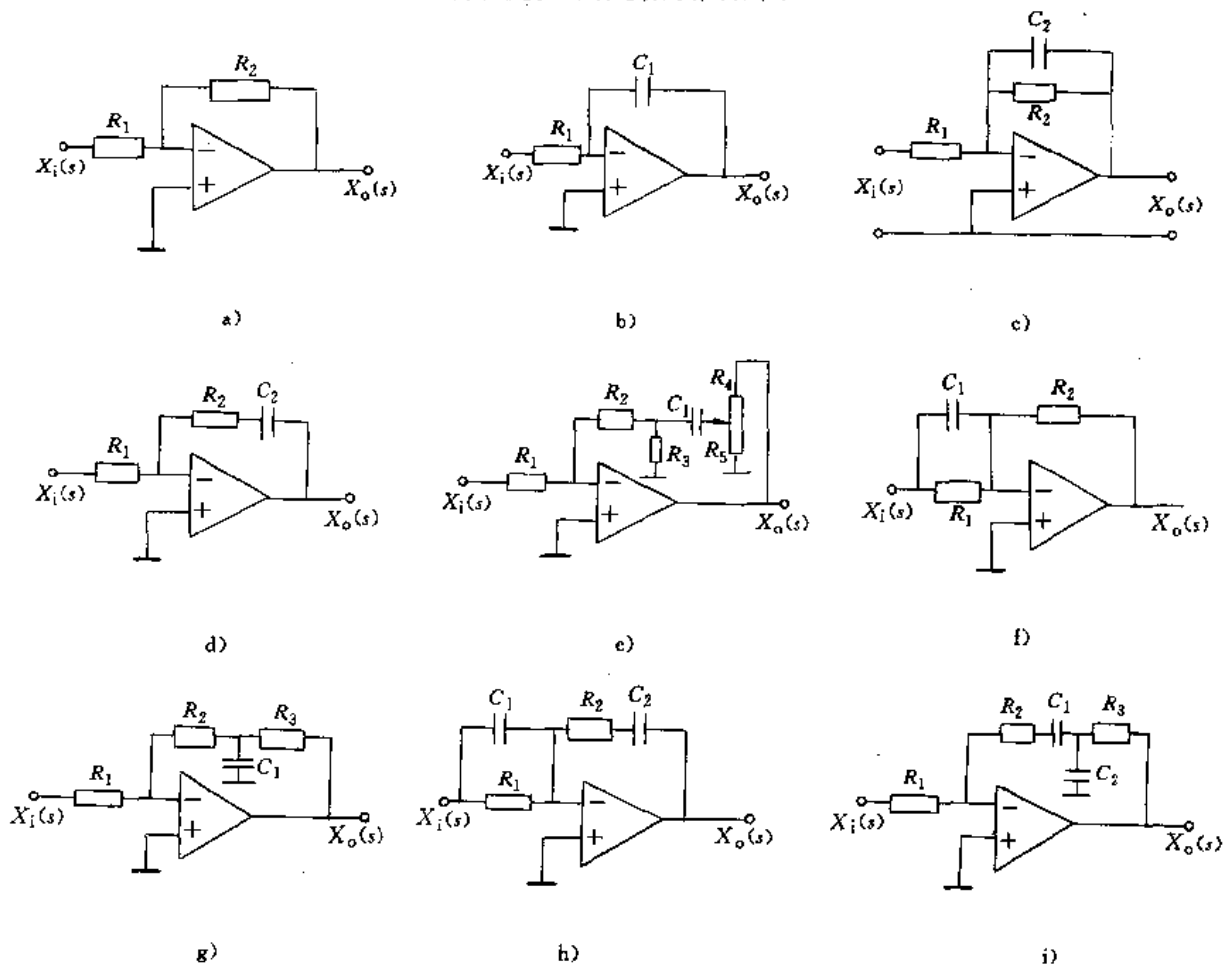 R₂
R₁
−
+
Xᵢ(s)
Xₒ(s)
a)
C₁
R₁
−
+
Xᵢ(s)
Xₒ(s)
b)
C₂
R₂
R₁
−
+
Xᵢ(s)
Xₒ(s)
c)
R₂ C₂
R₁
−
+
Xᵢ(s)
Xₒ(s)
d)
R₂ C₁ R₄
R₃ R₅
R₁
−
+
Xᵢ(s)
Xₒ(s)
e)
C₁ R₂
R₁
−
+
Xᵢ(s)
Xₒ(s)
f)
R₂ R₃
C₁
R₁
−
+
Xᵢ(s)
Xₒ(s)
g)
C₁ R₂ C₂
R₁
−
+
Xᵢ(s)
Xₒ(s)
h)
R₂ C₁ R₃
C₂
R₁
−
+
Xᵢ(s)
Xₒ(s)
i)